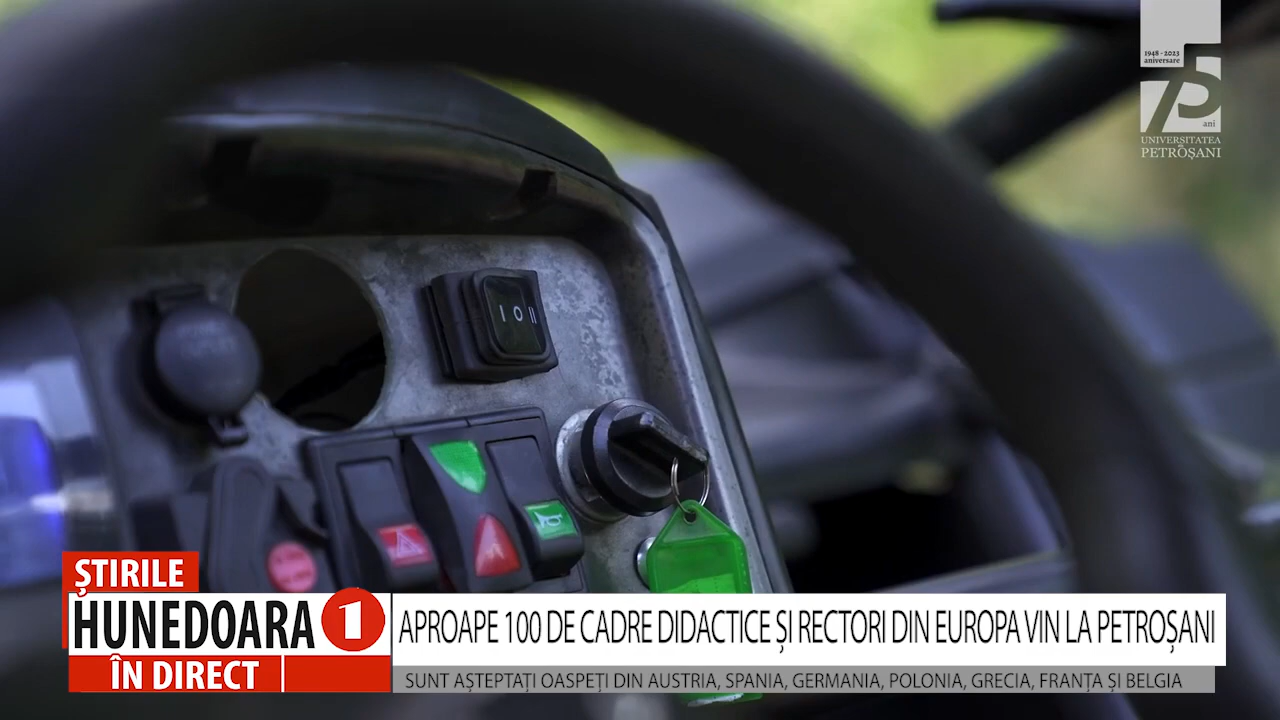 1948 - 2023
aniversare
75
ani
UNIVERSITATEA
PETROȘANI
I O II
ȘTIRILE
HUNEDOARA 1
ÎN DIRECT
APROAPE 100 DE CADRE DIDACTICE ȘI RECTORI DIN EUROPA VIN LA PETROȘANI
SUNT AȘTEPTAȚI OASPEȚI DIN AUSTRIA, SPANIA, GERMANIA, POLONIA, GRECIA, FRANȚA ȘI BELGIA